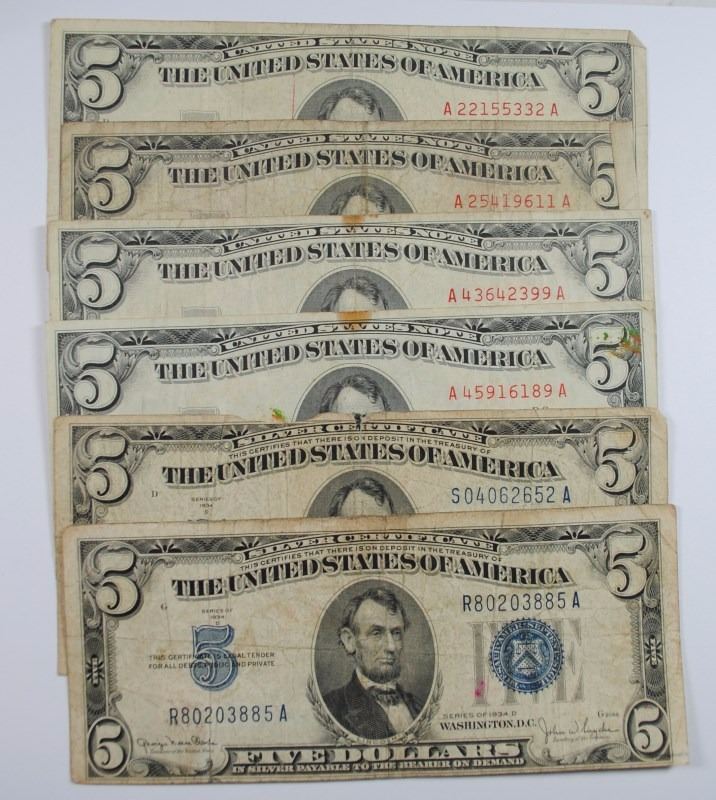 5 UNITED STATES NOTE 5
THE UNITED STATES OF AMERICA
A 22155332 A
5 UNITED STATES NOTE 5
THE UNITED STATES OF AMERICA
A 25419611 A
5 UNITED STATES NOTE 5
THE UNITED STATES OF AMERICA
A 43642399 A
5 UNITED STATES NOTE 5
THE UNITED STATES OF AMERICA
A 45916189 A
5 SILVER CERTIFICATE 5
THIS CERTIFIES THAT THERE IS ON DEPOSIT IN THE TREASURY OF
THE UNITED STATES OF AMERICA
D
SERIES OF
1934
D
S04062652 A
5 SILVER CERTIFICATE 5
THIS CERTIFIES THAT THERE IS ON DEPOSIT IN THE TREASURY OF
THE UNITED STATES OF AMERICA
R80203885 A
G
SERIES OF
1934
D
5
FIVE
THIS CERTIFICATE IS LEGAL TENDER
FOR ALL DEBTS, PUBLIC AND PRIVATE
R80203885 A
SERIES OF 1934 D
WASHINGTON, D.C.
5 FIVE DOLLARS 5
IN SILVER PAYABLE TO THE BEARER ON DEMAND